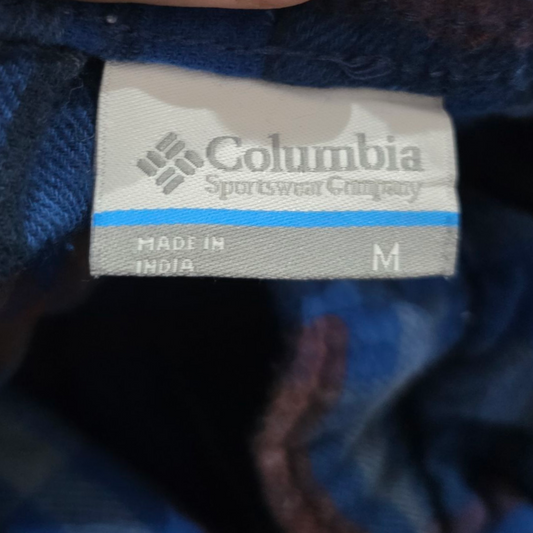 Columbia
Sportswear Company
MADE IN
INDIA
M